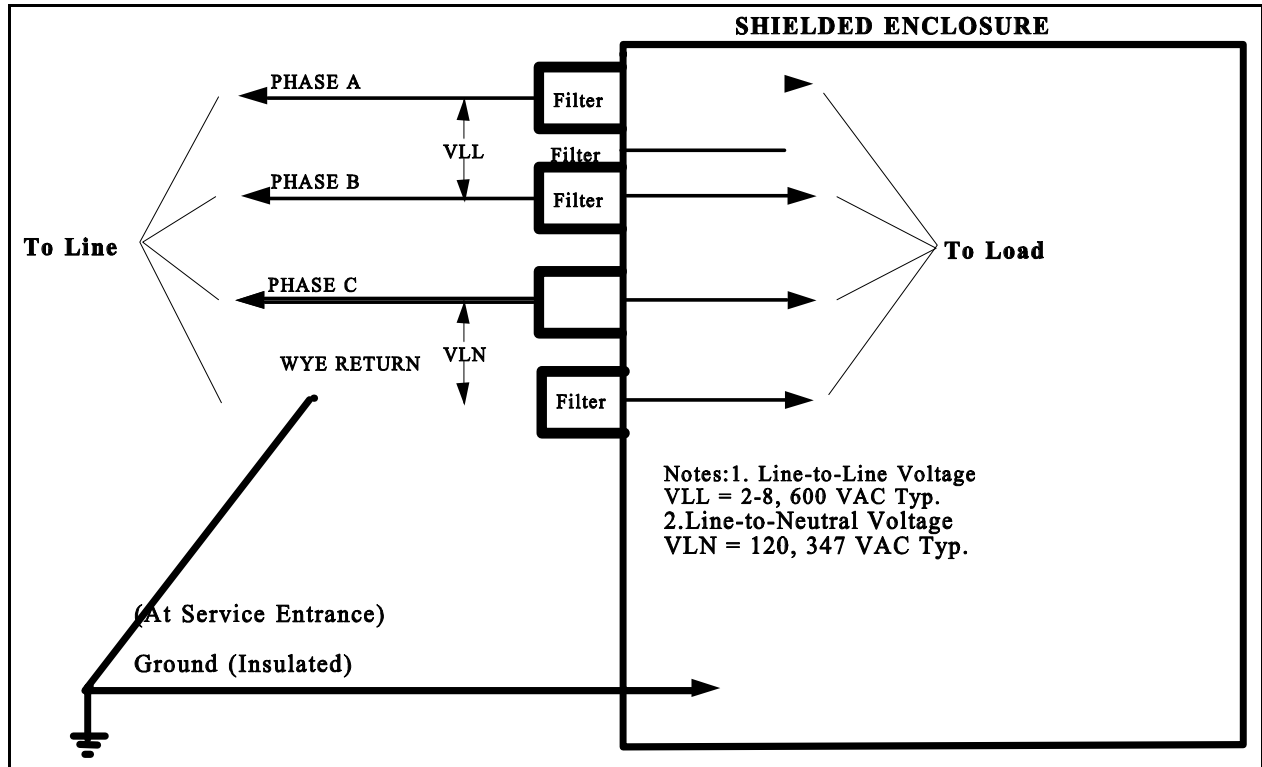 SHIELDED ENCLOSURE
PHASE A
Filter
VLL
Filter
PHASE B
Filter
To Line
To Load
PHASE C
WYE RETURN
VLN
Filter
Notes:1. Line-to-Line Voltage
VLL = 2-8, 600 VAC Typ.
2.Line-to-Neutral Voltage
VLN = 120, 347 VAC Typ.
(At Service Entrance)
Ground (Insulated)